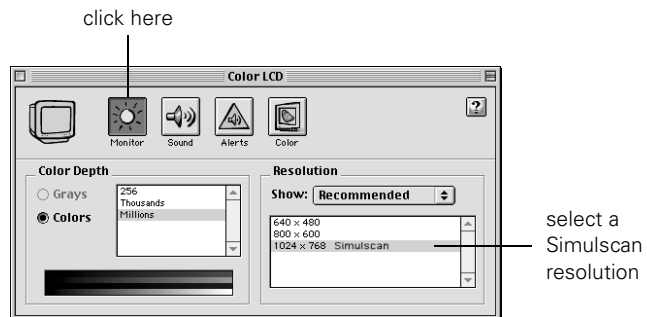 click here
Color LCD
?
Monitor Sound Alerts Color
Color Depth
Grays
Colors
256
Thousands
Millions
Resolution
Show: Recommended
640 x 480
800 x 600
1024 x 768 Simulscan
select a
Simulscan
resolution